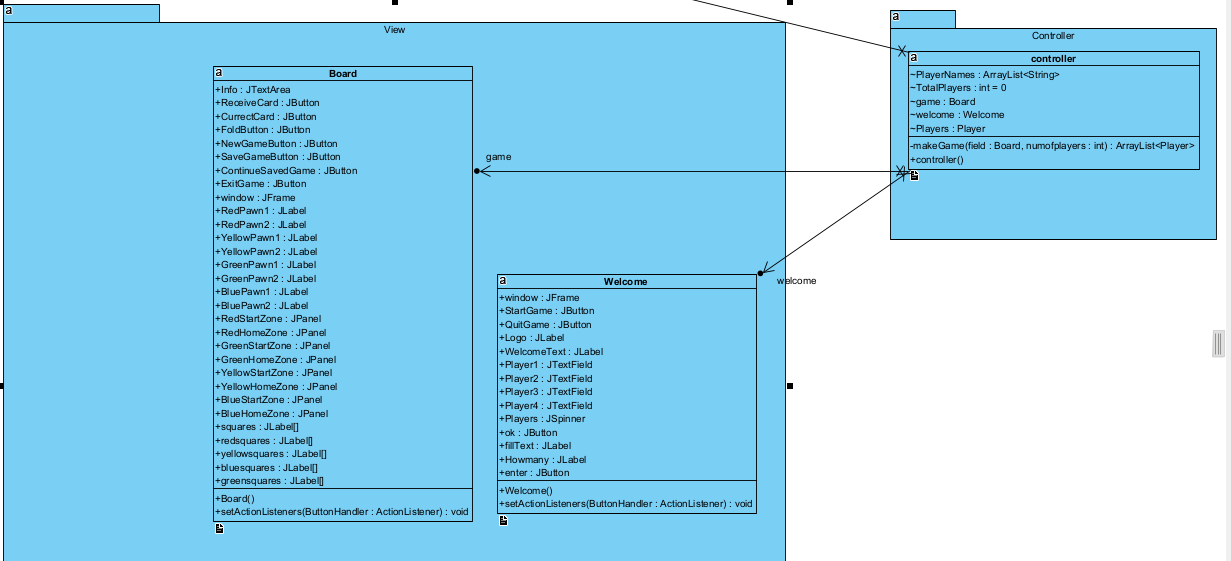 a
View
a
Board
+Info : JTextArea
+ReceiveCard : JButton
+CurrectCard : JButton
+FoldButton : JButton
+NewGameButton : JButton
+SaveGameButton : JButton
+ContinueSavedGame : JButton
+ExitGame : JButton
+window : JFrame
+RedPawn1 : JLabel
+RedPawn2 : JLabel
+YellowPawn1 : JLabel
+YellowPawn2 : JLabel
+GreenPawn1 : JLabel
+GreenPawn2 : JLabel
+BluePawn1 : JLabel
+BluePawn2 : JLabel
+RedStartZone : JPanel
+RedHomeZone : JPanel
+GreenStartZone : JPanel
+GreenHomeZone : JPanel
+YellowStartZone : JPanel
+YellowHomeZone : JPanel
+BlueStartZone : JPanel
+BlueHomeZone : JPanel
+squares : JLabel[]
+redsquares : JLabel[]
+yellowsquares : JLabel[]
+bluesquares : JLabel[]
+greensquares : JLabel[]
+Board()
+setActionListeners(ButtonHandler : ActionListener) : void
game
a
Welcome
+window : JFrame
+StartGame : JButton
+QuitGame : JButton
+Logo : JLabel
+WelcomeText : JLabel
+Player1 : JTextField
+Player2 : JTextField
+Player3 : JTextField
+Player4 : JTextField
+Players : JSpinner
+ok : JButton
+fillText : JLabel
+Howmany : JLabel
+enter : JButton
+Welcome()
+setActionListeners(ButtonHandler : ActionListener) : void
welcome
a
Controller
a
controller
~PlayerNames : ArrayList<String>
~TotalPlayers : int = 0
~game : Board
~welcome : Welcome
~Players : Player
-makeGame(field : Board, numofplayers : int) : ArrayList<Player>
+controller()